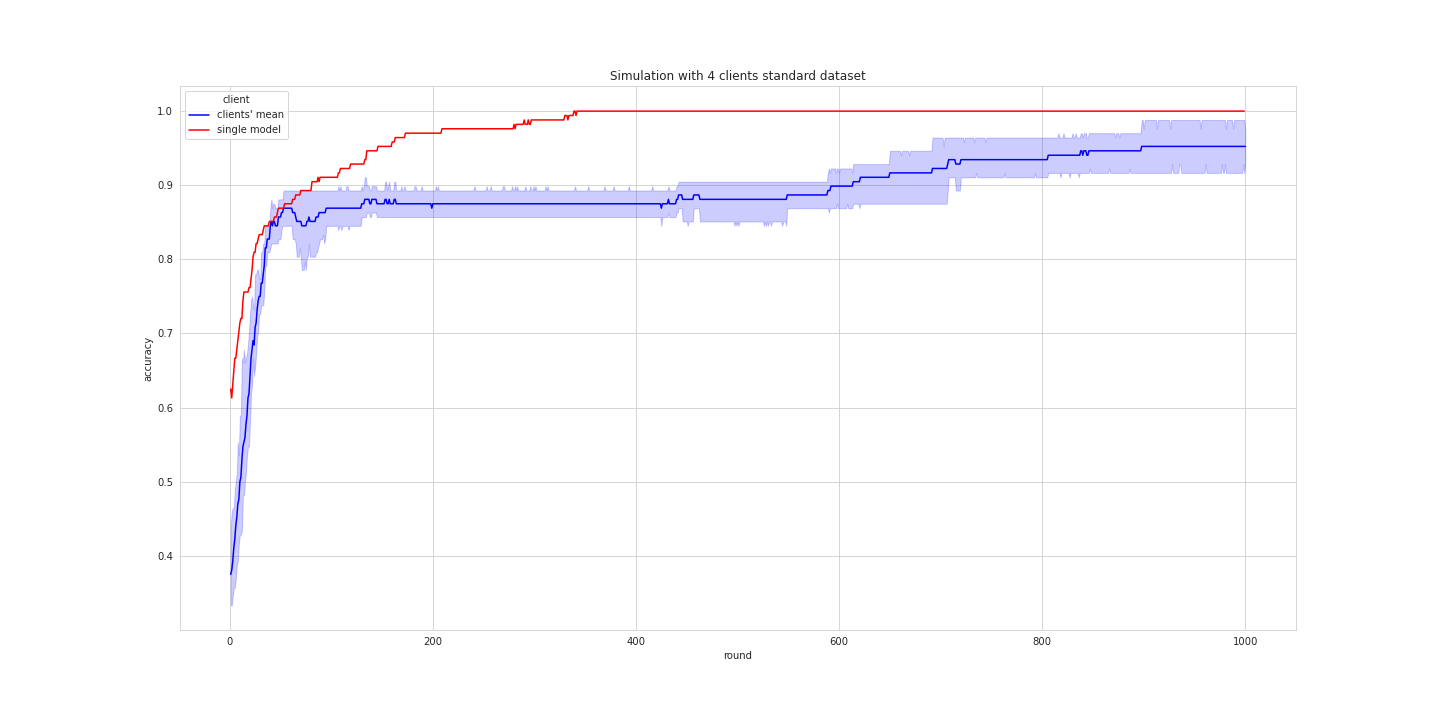 Simulation with 4 clients standard dataset
client
clients' mean
single model
accuracy
1.0
0.9
0.8
0.7
0.6
0.5
0.4
0 200 400 600 800 1000
round